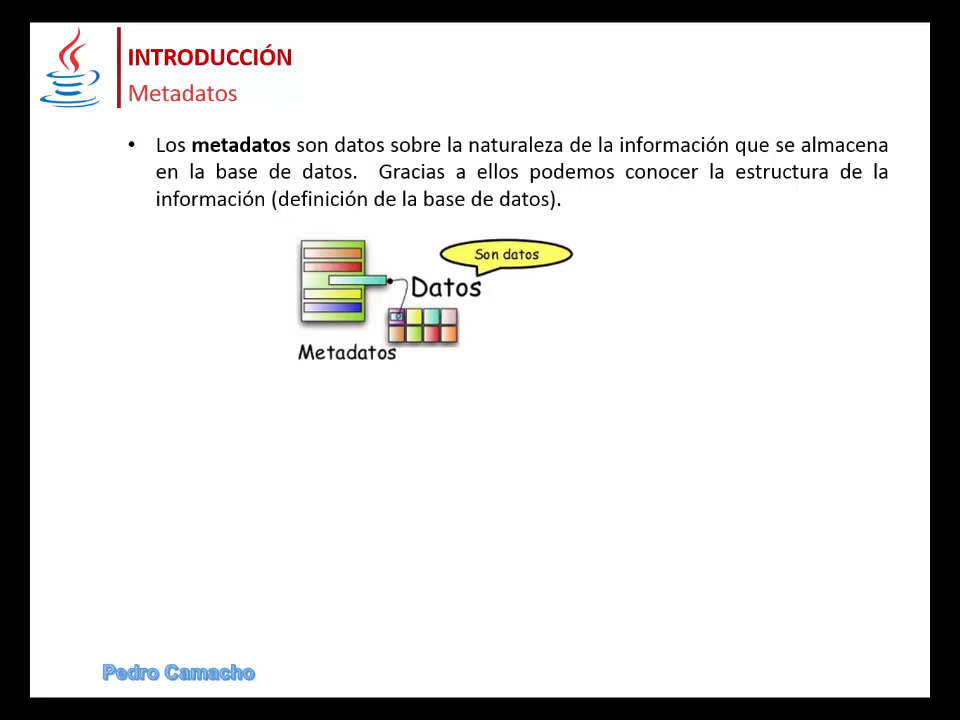 INTRODUCCIÓN
Metadatos
• Los metadatos son datos sobre la naturaleza de la información que se almacena
en la base de datos. Gracias a ellos podemos conocer la estructura de la
información (definición de la base de datos).
Son datos
Datos
Metadatos
Pedro Camacho